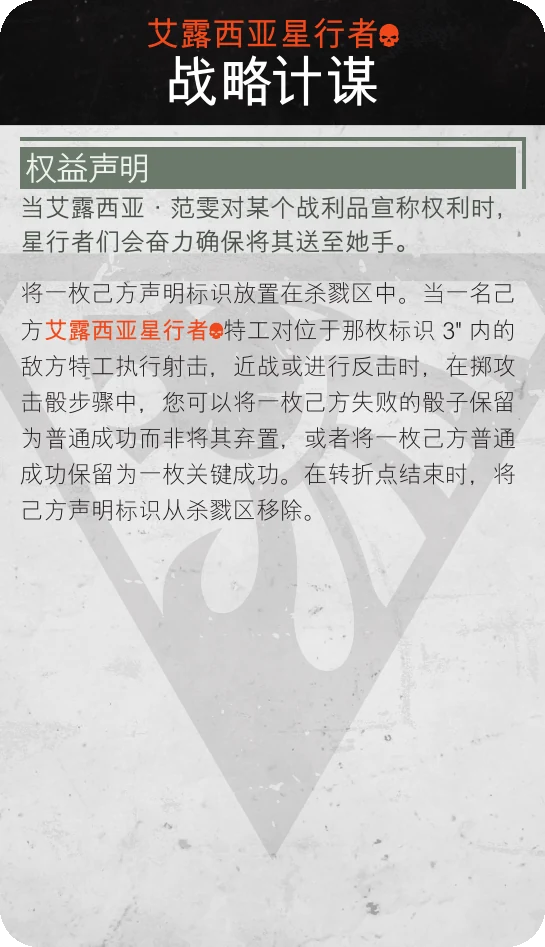 艾露西亚星行者
战略计谋
权益声明
当艾露西亚·范雯对某个战利品宣称权利时，
星行者们会奋力确保将其送至她手。
将一枚己方声明标识放置在杀戮区中。当一名己
方艾露西亚星行者特工对位于那枚标识 3" 内的
敌方特工执行射击，近战或进行反击时，在掷攻
击骰步骤中，您可以将一枚己方失败的骰子保留
为普通成功而非将其弃置，或者将一枚己方普通
成功保留为一枚关键成功。在转折点结束时，将
己方声明标识从杀戮区移除。